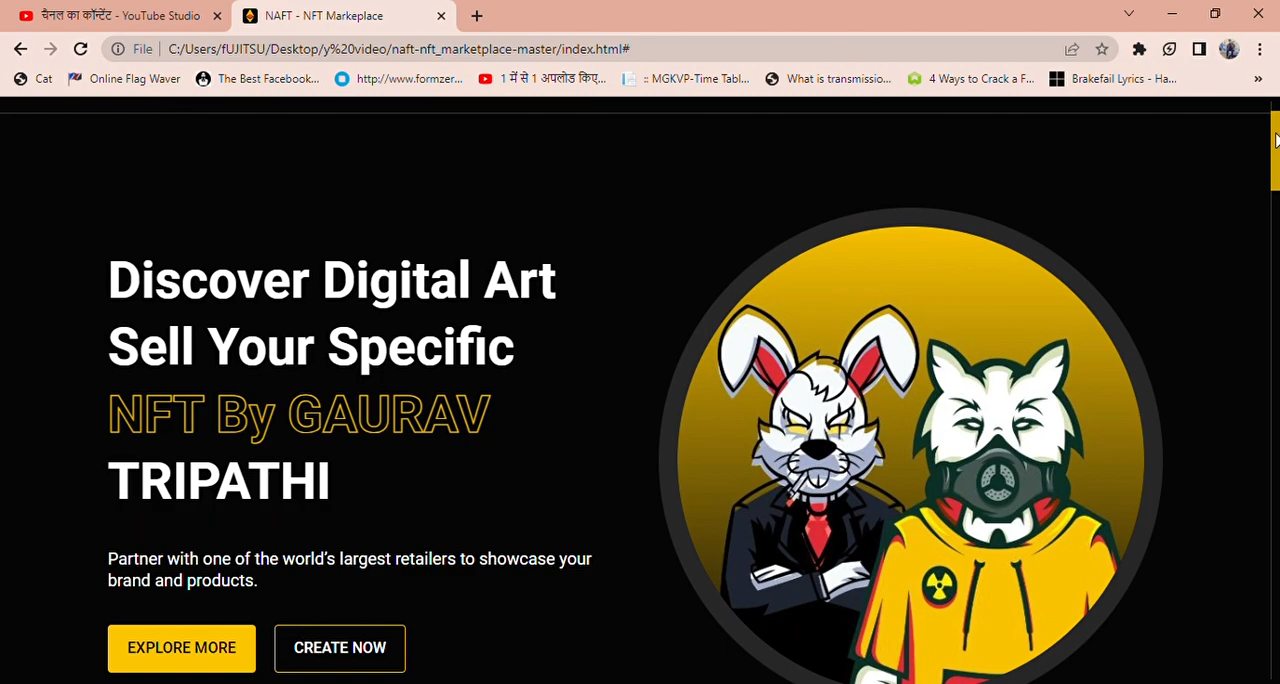 चैनल का कॉन्टेंट - YouTube Studio
NAFT - NFT Markeplace
File
C:/Users/fUJITSU/Desktop/y%20video/naft-nft_marketplace-master/index.html#
Cat
Online Flag Waver
The Best Facebook...
http://www.formzer...
1 में से 1 अपलोड किए...
:: MGKVP-Time Tabl...
What is transmissio...
4 Ways to Crack a F...
Brakefail Lyrics - Ha...
Discover Digital Art
Sell Your Specific
NFT By GAURAV
TRIPATHI
Partner with one of the world’s largest retailers to showcase your
brand and products.
EXPLORE MORE
CREATE NOW